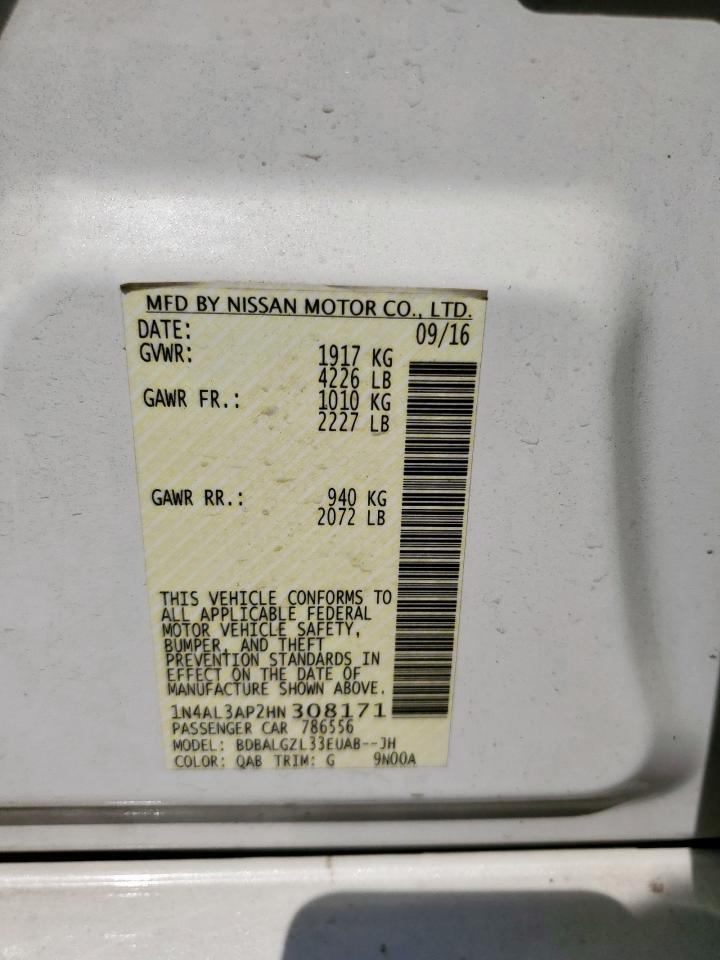 MFD BY NISSAN MOTOR CO., LTD.
DATE: 09/16
GVWR: 1917 KG
4226 LB
GAWR FR.: 1010 KG
2227 LB
GAWR RR.: 940 KG
2072 LB
THIS VEHICLE CONFORMS TO
ALL APPLICABLE FEDERAL
MOTOR VEHICLE SAFETY,
BUMPER, AND THEFT
PREVENTION STANDARDS IN
EFFECT ON THE DATE OF
MANUFACTURE SHOWN ABOVE.
1N4AL3AP2HN 308171
PASSENGER CAR 786556
MODEL: BDBALGZL33EUAB--JH
COLOR: QAB TRIM: G 9N00A